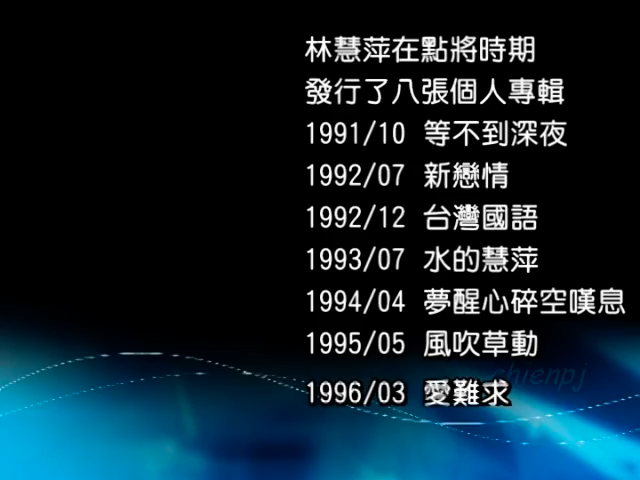 林慧萍在點將時期
發行了八張個人專輯
1991/10 等不到深夜
1992/07 新戀情
1992/12 台灣國語
1993/07 水的慧萍
1994/04 夢醒心碎空嘆息
1995/05 風吹草動
chienpj
1996/03 愛難求